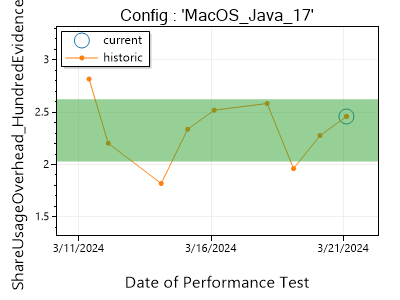 Config : 'MacOS_Java_17'
current
historic
3
2.5
2
1.5
3/11/2024
3/16/2024
3/21/2024
Date of Performance Test
ShareUsageOverhead_HundredEvidence